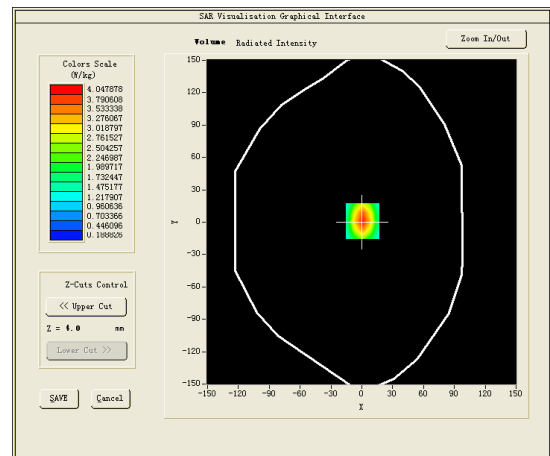 SAR Visualisation Graphical Interface
Volume Radiated Intensity
Zoom In/Out
Colors Scale
(W/kg)
4.047878
3.790608
3.533338
3.276067
3.018797
2.761527
2.504257
2.246987
1.989717
1.732447
1.475177
1.217907
0.960636
0.703366
0.446096
0.188826
Z-Cuts Control
<< Upper Cut
Z = 4.0 mm
Lower Cut >>
SAVE
Cancel
150
120
90
60
30
0
-30
-60
-90
-120
-150
Y
-150 -120 -90 -60 -30 0 30 60 90 120 150
X